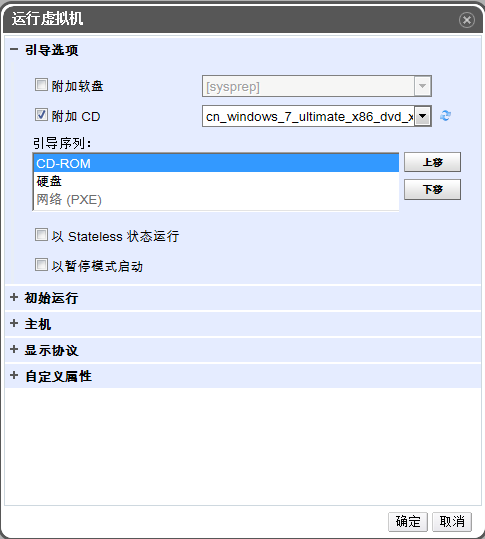 运行虚拟机
引导选项
附加软盘 [sysprep]
附加 CD cn_windows_7_ultimate_x86_dvd_x
引导序列：
CD-ROM 上移
硬盘 下移
网络 (PXE)
以 Stateless 状态运行
以暂停模式启动
初始运行
主机
显示协议
自定义属性
确定 取消